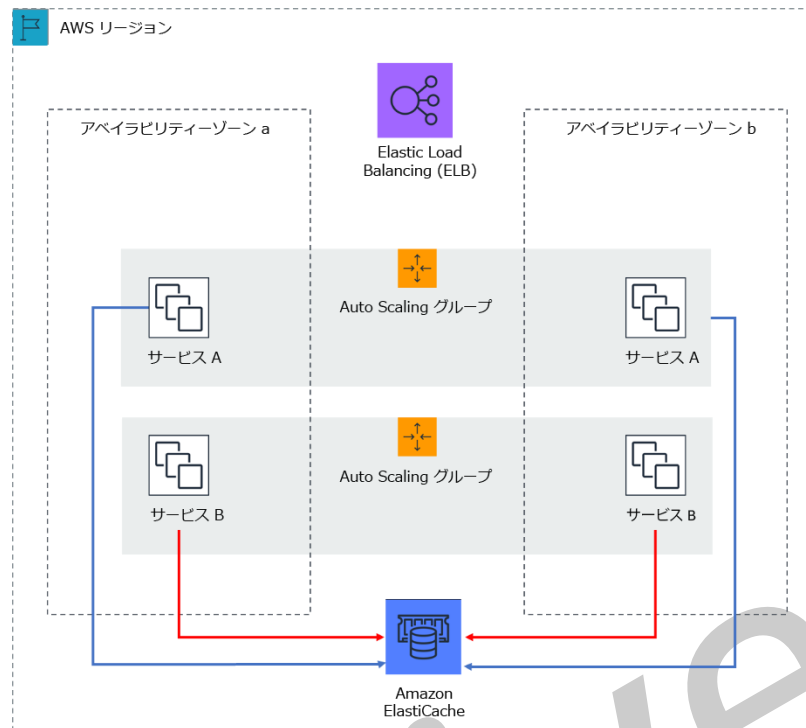 AWS リージョン
アベイラビリティーゾーン a
アベイラビリティーゾーン b
Elastic Load
Balancing (ELB)
Auto Scaling グループ
サービス A
サービス A
Auto Scaling グループ
サービス B
サービス B
Amazon
ElastiCache